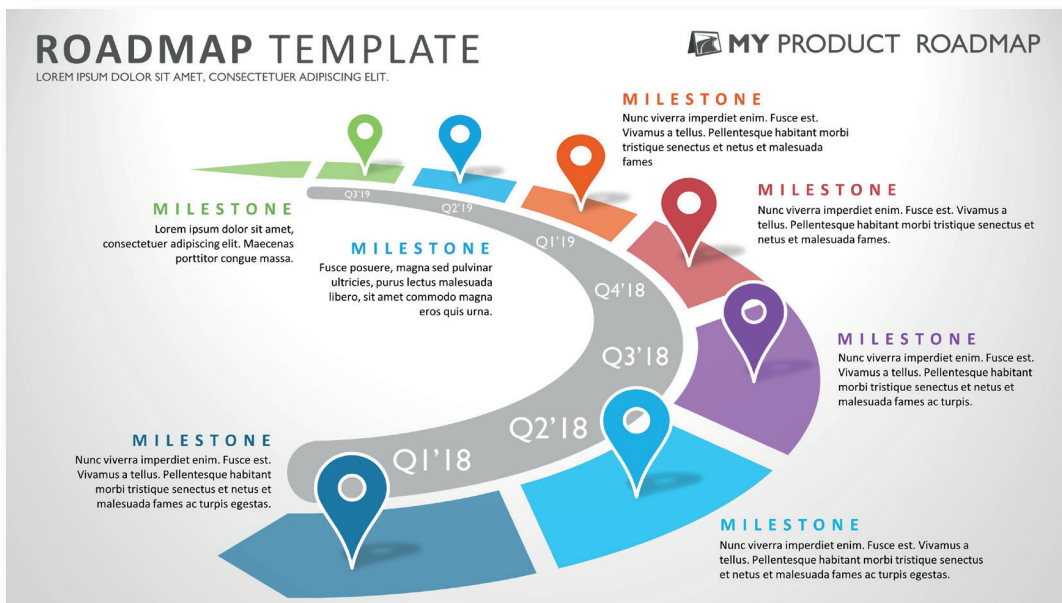 ROADMAP TEMPLATE
LOREM IPSUM DOLOR SIT AMET, CONSECTETUER ADIPISCING ELIT.
MY PRODUCT ROADMAP
MILESTONE
Nunc viverra imperdiet enim. Fusce est.
Vivamus a tellus. Pellentesque habitant morbi
tristique senectus et netus et malesuada
fames
MILESTONE
Nunc viverra imperdiet enim. Fusce est. Vivamus a
tellus. Pellentesque habitant morbi tristique senectus et
netus et malesuada fames.
MILESTONE
Lorem ipsum dolor sit amet,
consectetuer adipiscing elit. Maecenas
porttitor congue massa.
MILESTONE
Fusce posuere, magna sed pulvinar
ultricies, purus lectus malesuada
libero, sit amet commodo magna
eros quis urna.
Q3'19
Q2'19
Q1'19
Q4'18
Q3'18
Q2'18
Q1'18
MILESTONE
Nunc viverra imperdiet enim. Fusce est.
Vivamus a tellus. Pellentesque habitant
morbi tristique senectus et netus et
malesuada fames ac turpis.
MILESTONE
Nunc viverra imperdiet enim. Fusce est.
Vivamus a tellus. Pellentesque habitant
morbi tristique senectus et netus et
malesuada fames ac turpis egestas.
MILESTONE
Nunc viverra imperdiet enim. Fusce est. Vivamus a
tellus. Pellentesque habitant morbi tristique senectus
et netus et malesuada fames ac turpis egestas.